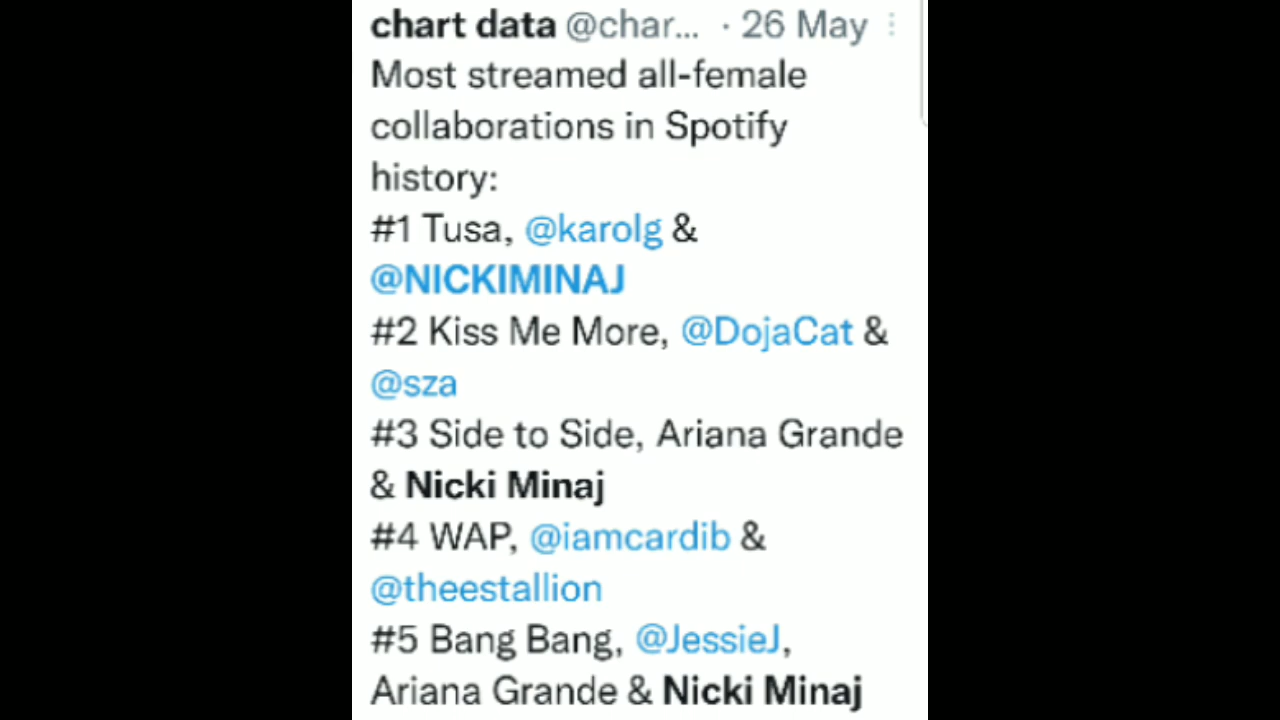 chart data @char... · 26 May
Most streamed all-female
collaborations in Spotify
history:
#1 Tusa, @karolg &
@NICKIMINAJ
#2 Kiss Me More, @DojaCat &
@sza
#3 Side to Side, Ariana Grande
& Nicki Minaj
#4 WAP, @iamcardib &
@theestallion
#5 Bang Bang, @JessieJ,
Ariana Grande & Nicki Minaj